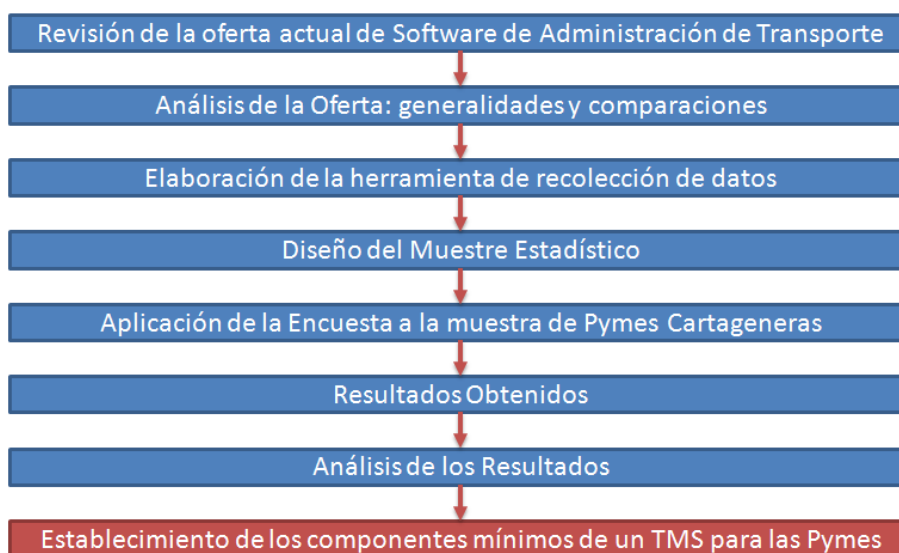 Revisión de la oferta actual de Software de Administración de Transporte
Análisis de la Oferta: generalidades y comparaciones
Elaboración de la herramienta de recolección de datos
Diseño del Muestre Estadístico
Aplicación de la Encuesta a la muestra de Pymes Cartageneras
Resultados Obtenidos
Análisis de los Resultados
Establecimiento de los componentes mínimos de un TMS para las Pymes